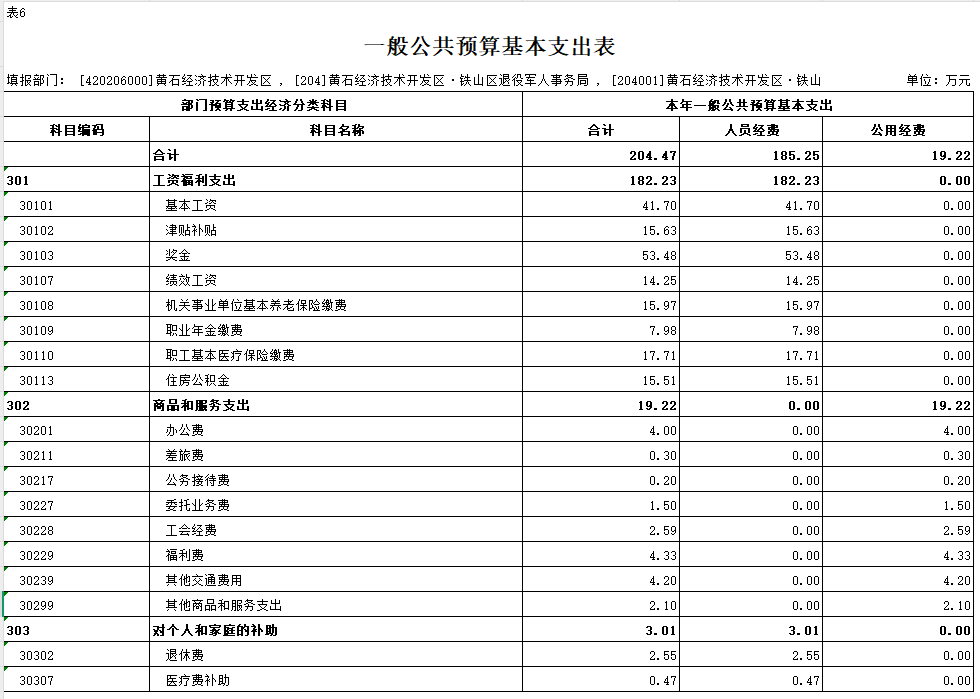 表6
一般公共预算基本支出表
填报部门： [420206000]黄石经济技术开发区 ，[204]黄石经济技术开发区·铁山区退役军人事务局 ，[204001]黄石经济技术开发区·铁山 单位：万元
部门预算支出经济分类科目 本年一般公共预算基本支出
科目编码 科目名称 合计 人员经费 公用经费
合计 204.47 185.25 19.22
301 工资福利支出 182.23 182.23 0.00
30101 基本工资 41.70 41.70 0.00
30102 津贴补贴 15.63 15.63 0.00
30103 奖金 53.48 53.48 0.00
30107 绩效工资 14.25 14.25 0.00
30108 机关事业单位基本养老保险缴费 15.97 15.97 0.00
30109 职业年金缴费 7.98 7.98 0.00
30110 职工基本医疗保险缴费 17.71 17.71 0.00
30113 住房公积金 15.51 15.51 0.00
302 商品和服务支出 19.22 0.00 19.22
30201 办公费 4.00 0.00 4.00
30211 差旅费 0.30 0.00 0.30
30217 公务接待费 0.20 0.00 0.20
30227 委托业务费 1.50 0.00 1.50
30228 工会经费 2.59 0.00 2.59
30229 福利费 4.33 0.00 4.33
30239 其他交通费用 4.20 0.00 4.20
30299 其他商品和服务支出 2.10 0.00 2.10
303 对个人和家庭的补助 3.01 3.01 0.00
30302 退休费 2.55 2.55 0.00
30307 医疗费补助 0.47 0.47 0.00